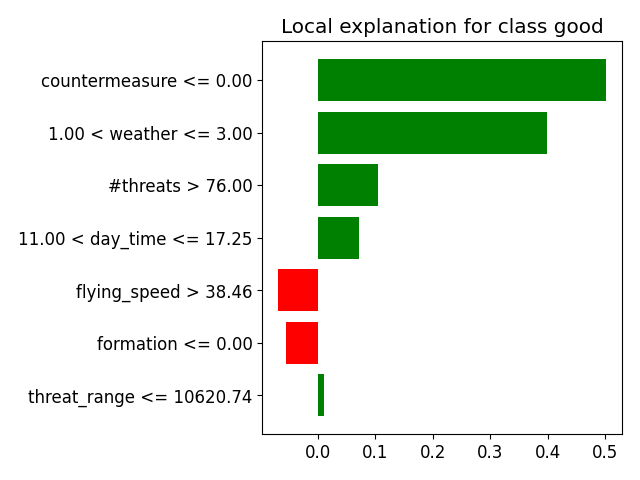 Local explanation for class good
countermeasure <= 0.00
1.00 < weather <= 3.00
#threats > 76.00
11.00 < day_time <= 17.25
flying_speed > 38.46
formation <= 0.00
threat_range <= 10620.74
0.0 0.1 0.2 0.3 0.4 0.5